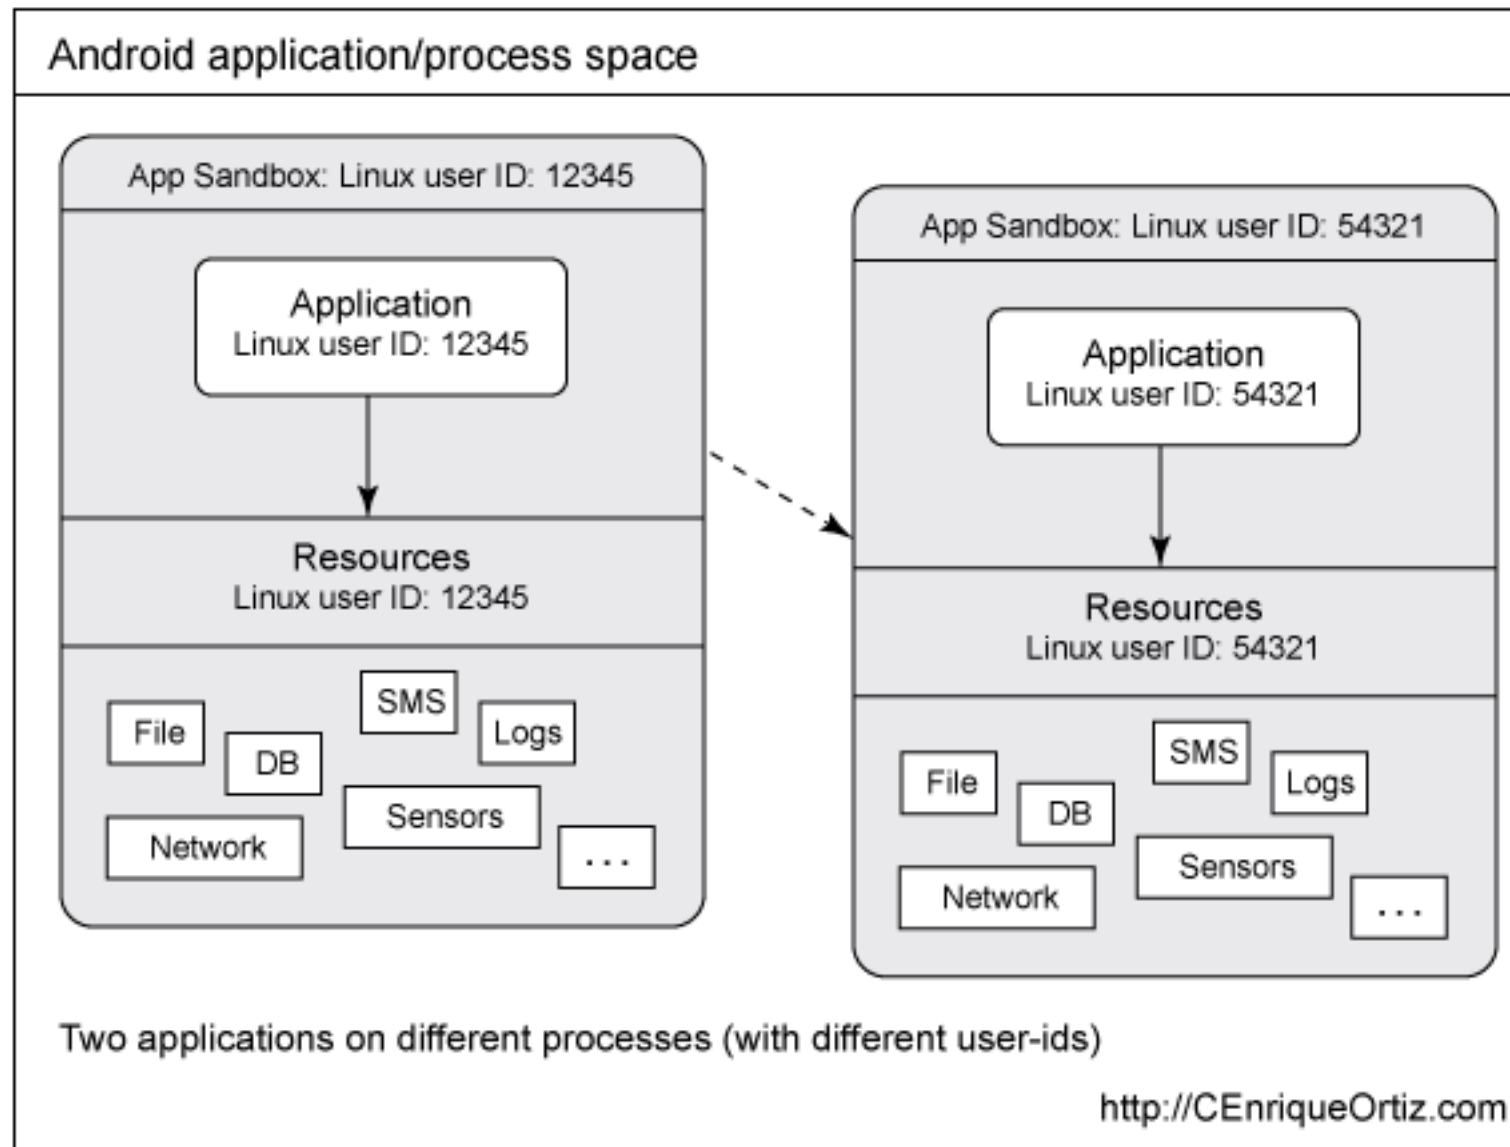 Android application/process space
App Sandbox: Linux user ID: 12345
Application
Linux user ID: 12345
Resources
Linux user ID: 12345
File
DB
SMS
Logs
Network
Sensors
...
App Sandbox: Linux user ID: 54321
Application
Linux user ID: 54321
Resources
Linux user ID: 54321
File
DB
SMS
Logs
Network
Sensors
...
Two applications on different processes (with different user-ids)
http://CEnriqueOrtiz.com